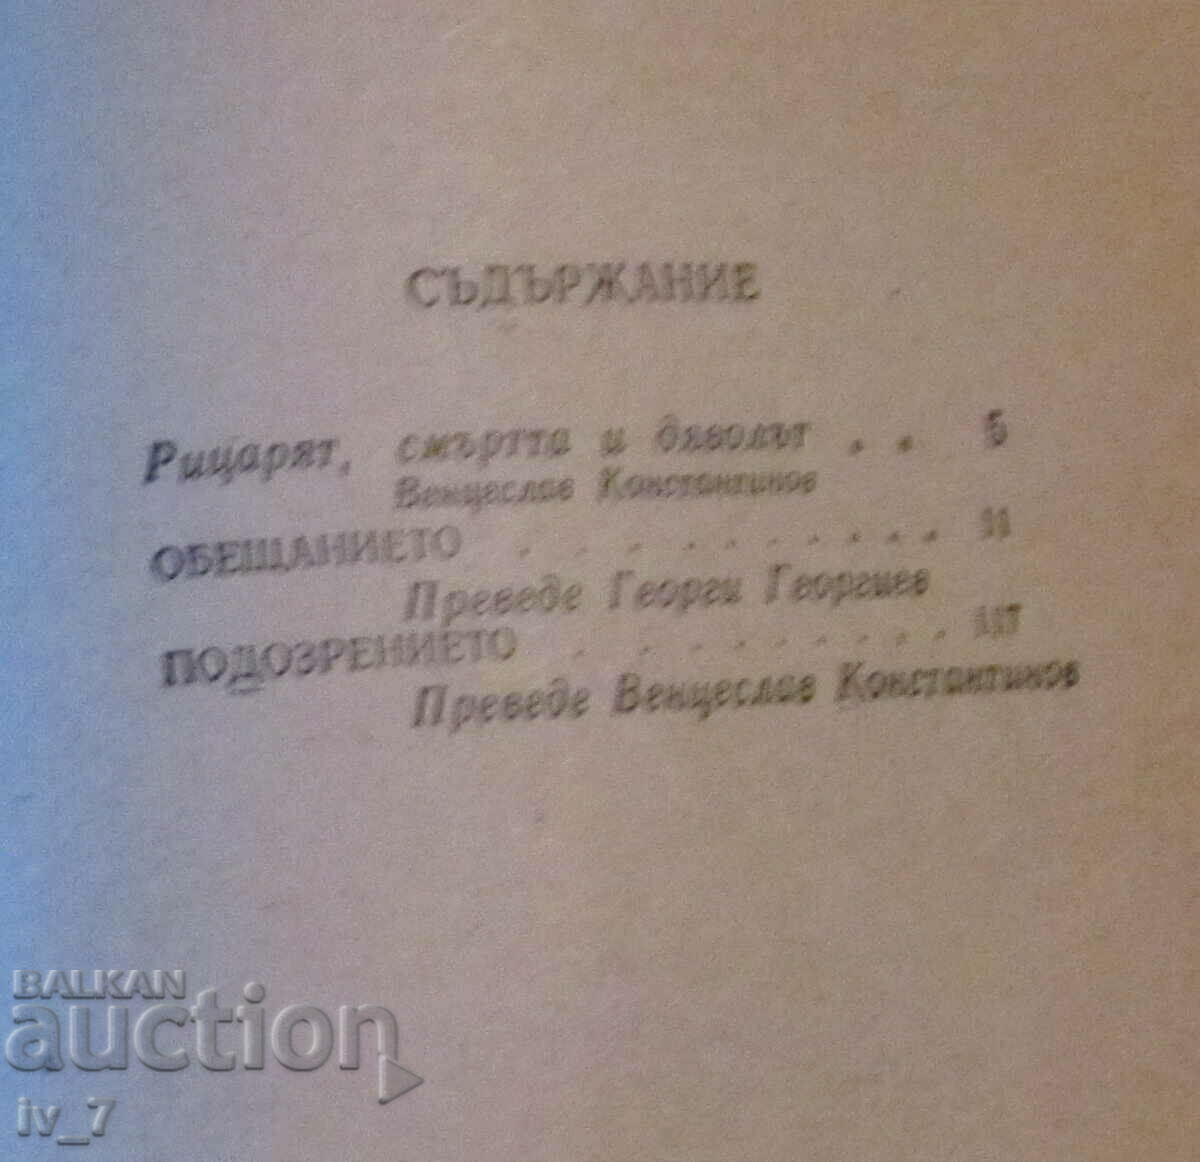 СЪДЪРЖАНИЕ
Рицарят, смъртта и дяволът . . 5
Венцеслав Константинов
ОБЕЩАНИЕТО . . . . . . . . . . 11
Преведе Георги Георгиев
ПОДОЗРЕНИЕТО . . . . . . . .
Преведе Венцеслав Константинов
BALKAN
auction
iv_7